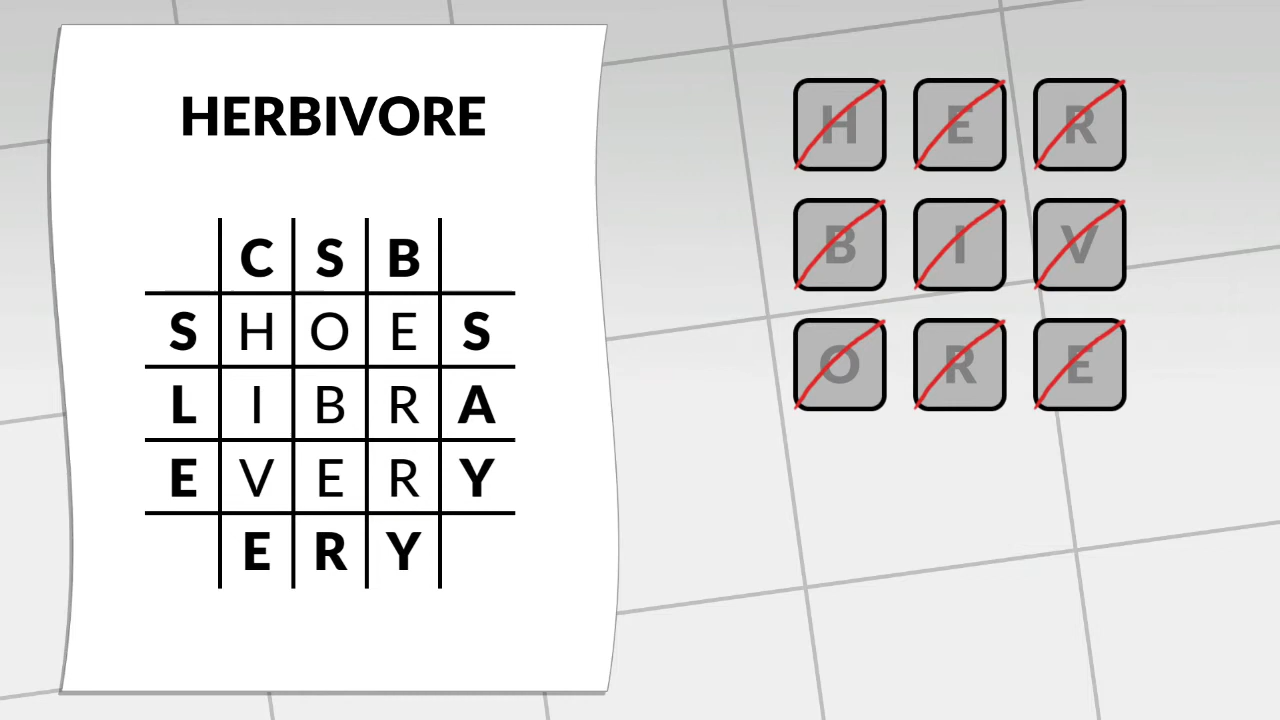 HERBIVORE
C S B
S H O E S
L I B R A
E V E R Y
E R Y
H E R
B I V
O R E